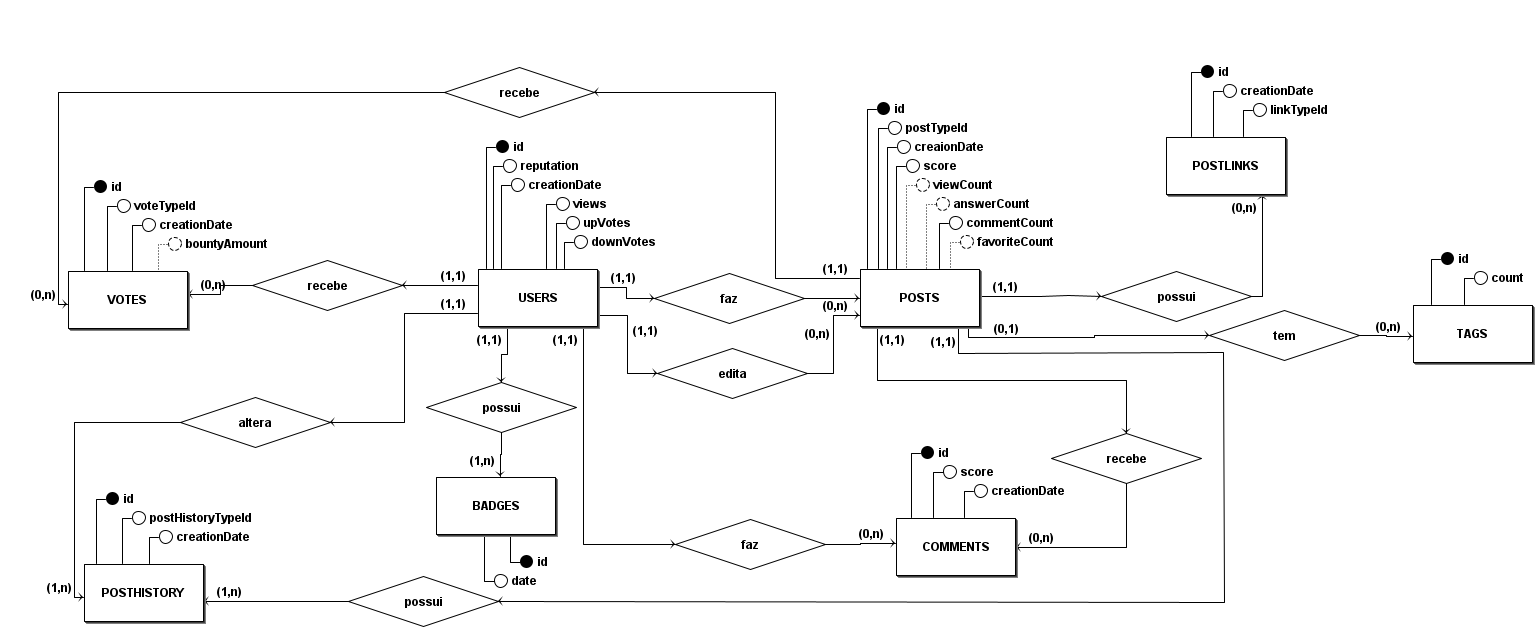 id
creationDate
linkTypeId
recebe
id
postTypeId
creaionDate
score
viewCount
answerCount
commentCount
favoriteCount
POSTLINKS
(0,n)
id
reputation
creationDate
views
upVotes
downVotes
id
voteTypeId
creationDate
bountyAmount
VOTES
(0,n)
(0,n)
recebe
(1,1)
(1,1)
USERS
(1,1)
faz
(1,1)
(0,n)
POSTS
(1,1)
possui
id
count
TAGS
(0,n)
tem
(0,1)
(1,1)
(1,1)
(0,n)
(1,1)
edita
(1,1)
(1,1)
possui
altera
(1,n)
BADGES
id
date
id
score
creationDate
COMMENTS
recebe
(0,n)
(0,n)
faz
id
postHistoryTypeId
creationDate
POSTHISTORY
(1,n)
(1,n)
possui